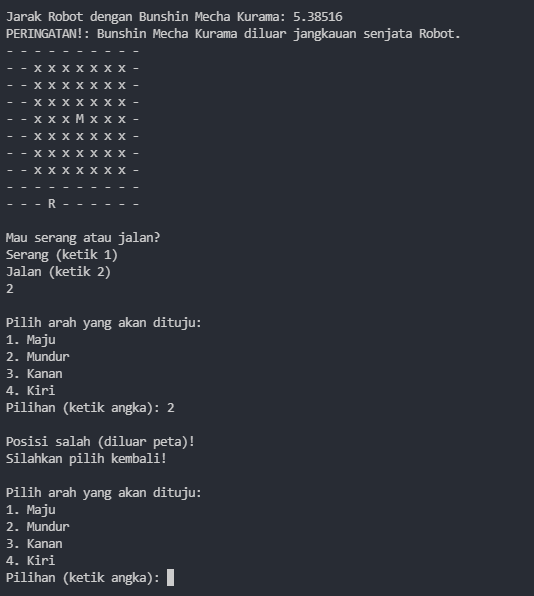 Jarak Robot dengan Bunshin Mecha Kurama: 5.38516
PERINGATAN!: Bunshin Mecha Kurama diluar jangkauan senjata Robot.
- - - - - - - - - -
- - x x x x x x x -
- - x x x x x x x -
- - x x x x x x x -
- - x x x M x x x -
- - x x x x x x x -
- - x x x x x x x -
- - x x x x x x x -
- - - - - - - - - -
- - - R - - - - - -
Mau serang atau jalan?
Serang (ketik 1)
Jalan (ketik 2)
2
Pilih arah yang akan dituju:
1. Maju
2. Mundur
3. Kanan
4. Kiri
Pilihan (ketik angka): 2
Posisi salah (diluar peta)!
Silahkan pilih kembali!
Pilih arah yang akan dituju:
1. Maju
2. Mundur
3. Kanan
4. Kiri
Pilihan (ketik angka):